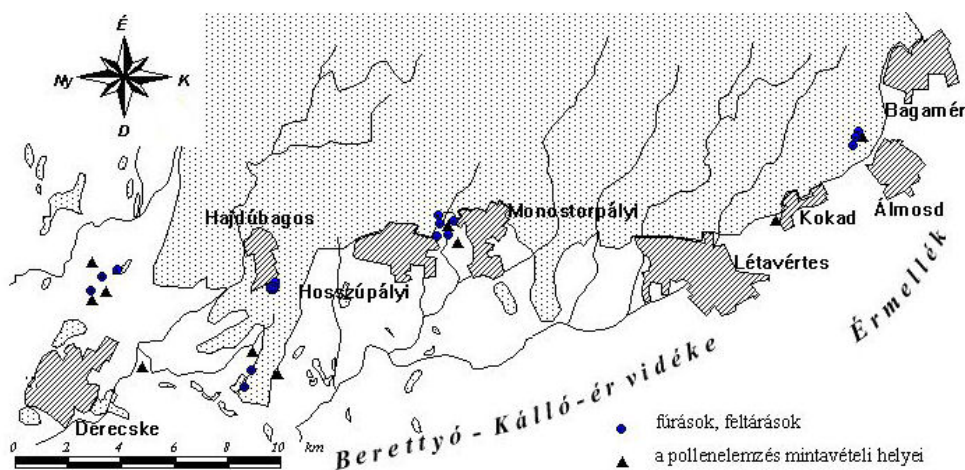 É
Ny
K
D
Bagamér
Hajdúbagos
Monostorpályi
Kokad
Álmosd
Hosszúpályi
Létavértes
Érmellék
Berettyó - Kálló-ér vidéke
Derecske
0 2 4 6 8 10 km
fúrások, feltárások
a pollenelemzés mintavételi helyei